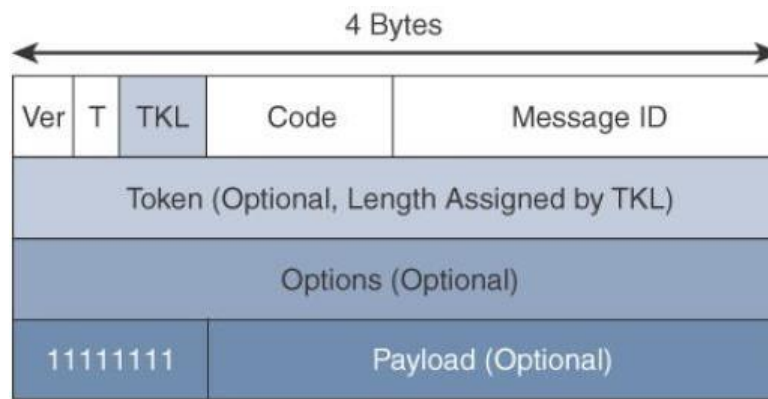 4 Bytes
Ver T TKL Code Message ID
Token (Optional, Length Assigned by TKL)
Options (Optional)
11111111 Payload (Optional)